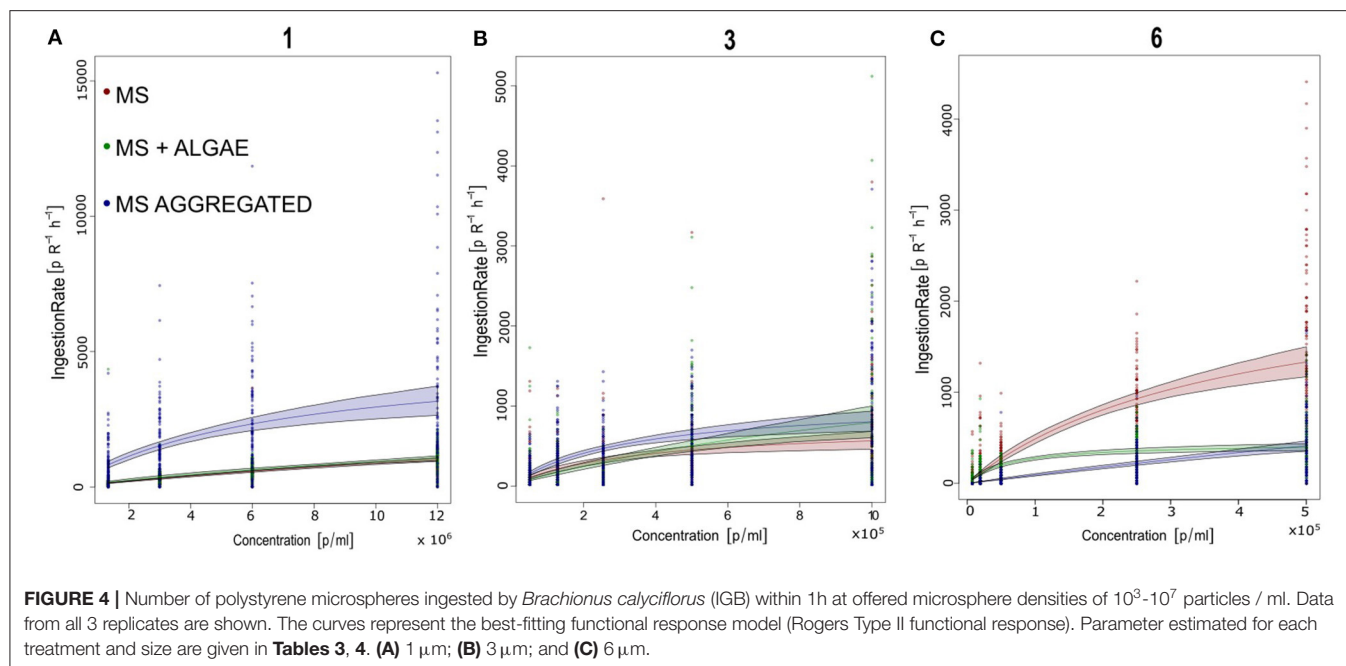 A
1
B
3
C
6
15000
10000
5000
0
IngestionRate [p R⁻¹ h⁻¹]
MS
MS + ALGAE
MS AGGREGATED
2 4 6 8 10 12
Concentration [p/ml] × 10⁶
5000
4000
3000
2000
1000
0
IngestionRate [p R⁻¹ h⁻¹]
2 4 6 8 10
Concentration [p/ml] ×10⁵
4000
3000
2000
1000
0
IngestionRate [p R⁻¹ h⁻¹]
0 1 2 3 4 5
Concentration [p/ml] ×10⁵
FIGURE 4 | Number of polystyrene microspheres ingested by Brachionus calyciflorus (IGB) within 1h at offered microsphere densities of 10³-10⁷ particles / ml. Data
from all 3 replicates are shown. The curves represent the best-fitting functional response model (Rogers Type II functional response). Parameter estimated for each
treatment and size are given in Tables 3, 4. (A) 1 μm; (B) 3 μm; and (C) 6 μm.